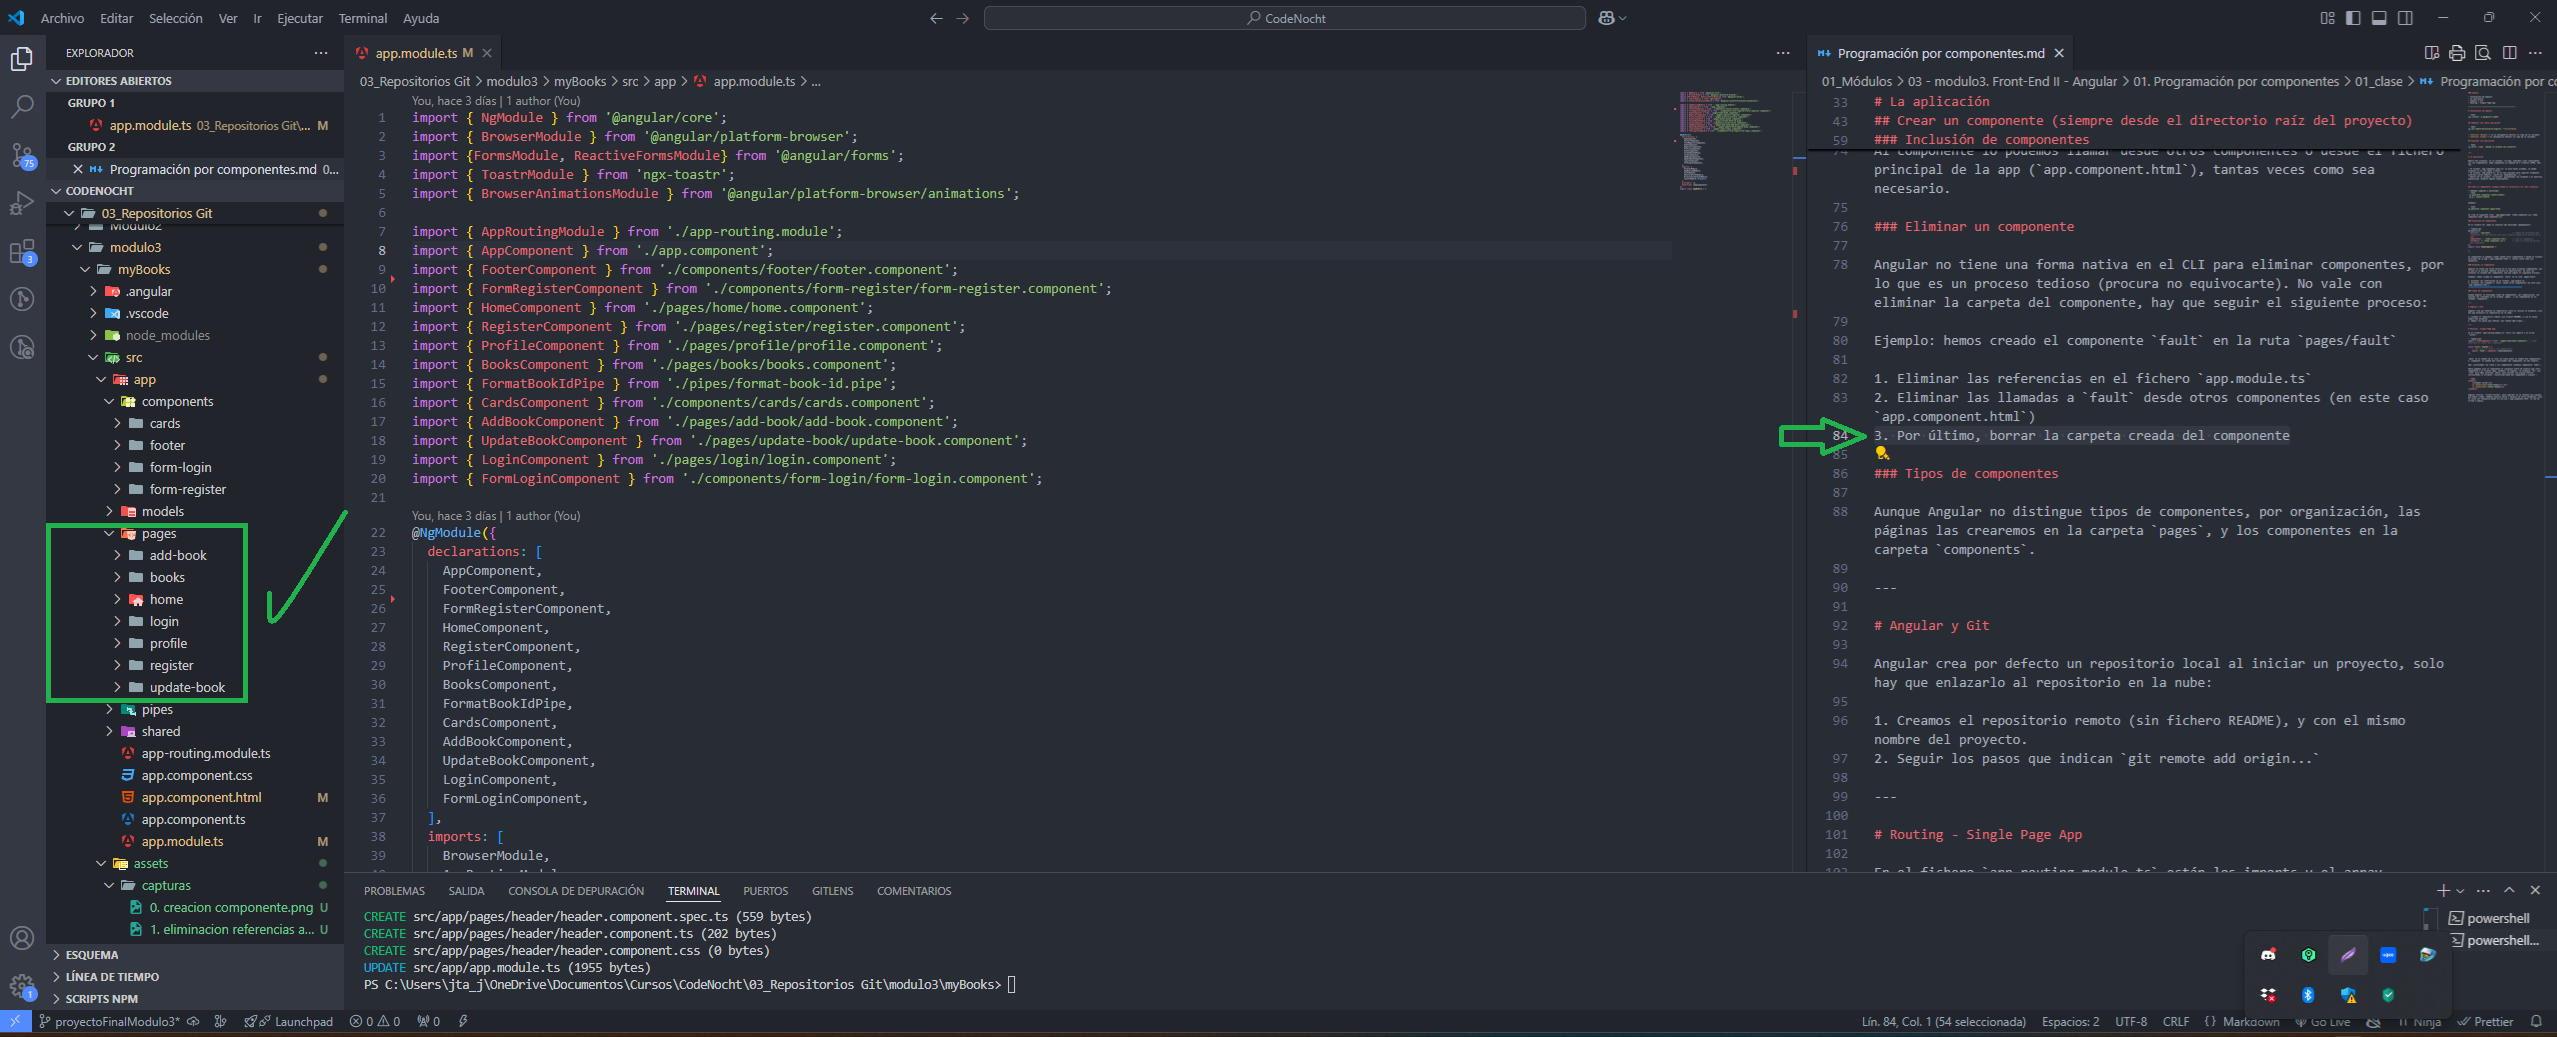 Archivo Editar Selección Ver Ir Ejecutar Terminal Ayuda
CodeNocht
EXPLORADOR
EDITORES ABIERTOS
GRUPO 1
app.module.ts 03_Repositorios Git\... M
GRUPO 2
Programación por componentes.md 0...
CODENOCHT
03_Repositorios Git
Modulo2
modulo3
myBooks
.angular
.vscode
node_modules
src
app
components
cards
footer
form-login
form-register
models
pages
add-book
books
home
login
profile
register
update-book
pipes
shared
app-routing.module.ts
app.component.css
app.component.html M
app.component.ts
app.module.ts M
assets
capturas
0. creacion componente.png U
1. eliminacion referencias a... U
ESQUEMA
LÍNEA DE TIEMPO
SCRIPTS NPM
75
3
1
app.module.ts M
03_Repositorios Git > modulo3 > myBooks > src > app > app.module.ts > ...
You, hace 3 días | 1 author (You)
1 import { NgModule } from '@angular/core';
2 import { BrowserModule } from '@angular/platform-browser';
3 import {FormsModule, ReactiveFormsModule} from '@angular/forms';
4 import { ToastrModule } from 'ngx-toastr';
5 import { BrowserAnimationsModule } from '@angular/platform-browser/animations';
6
7 import { AppRoutingModule } from './app-routing.module';
8 import { AppComponent } from './app.component';
9 import { FooterComponent } from './components/footer/footer.component';
10 import { FormRegisterComponent } from './components/form-register/form-register.component';
11 import { HomeComponent } from './pages/home/home.component';
12 import { RegisterComponent } from './pages/register/register.component';
13 import { ProfileComponent } from './pages/profile/profile.component';
14 import { BooksComponent } from './pages/books/books.component';
15 import { FormatBookIdPipe } from './pipes/format-book-id.pipe';
16 import { CardsComponent } from './components/cards/cards.component';
17 import { AddBookComponent } from './pages/add-book/add-book.component';
18 import { UpdateBookComponent } from './pages/update-book/update-book.component';
19 import { LoginComponent } from './pages/login/login.component';
20 import { FormLoginComponent } from './components/form-login/form-login.component';
21
You, hace 3 días | 1 author (You)
22 @NgModule({
23 declarations: [
24 AppComponent,
25 FooterComponent,
26 FormRegisterComponent,
27 HomeComponent,
28 RegisterComponent,
29 ProfileComponent,
30 BooksComponent,
31 FormatBookIdPipe,
32 CardsComponent,
33 AddBookComponent,
34 UpdateBookComponent,
35 LoginComponent,
36 FormLoginComponent,
37 ],
38 imports: [
39 BrowserModule,
Programación por componentes.md
01_Módulos > 03 - modulo3. Front-End II - Angular > 01. Programación por componentes > 01_clase > Programación por co
33 # La aplicación
43 ## Crear un componente (siempre desde el directorio raíz del proyecto)
59 ### Inclusión de componentes
74 Al componente lo podemos llamar desde otros componentes o desde el fichero
principal de la app (`app.component.html`), tantas veces como sea
necesario.
75
76 ### Eliminar un componente
77
78 Angular no tiene una forma nativa en el CLI para eliminar componentes, por
lo que es un proceso tedioso (procura no equivocarte). No vale con
eliminar la carpeta del componente, hay que seguir el siguiente proceso:
79
80 Ejemplo: hemos creado el componente `fault` en la ruta `pages/fault`
81
82 1. Eliminar las referencias en el fichero `app.module.ts`
83 2. Eliminar las llamadas a `fault` desde otros componentes (en este caso
`app.component.html`)
84 3. Por último, borrar la carpeta creada del componente
85
86 ### Tipos de componentes
87
88 Aunque Angular no distingue tipos de componentes, por organización, las
páginas las crearemos en la carpeta `pages`, y los componentes en la
carpeta `components`.
89
90 ---
91
92 # Angular y Git
93
94 Angular crea por defecto un repositorio local al iniciar un proyecto, solo
hay que enlazarlo al repositorio en la nube:
95
96 1. Creamos el repositorio remoto (sin fichero README), y con el mismo
nombre del proyecto.
97 2. Seguir los pasos que indican `git remote add origin...`
98
99 ---
100
101 # Routing - Single Page App
102
PROBLEMAS SALIDA CONSOLA DE DEPURACIÓN TERMINAL PUERTOS GITLENS COMENTARIOS
CREATE src/app/pages/header/header.component.spec.ts (559 bytes)
CREATE src/app/pages/header/header.component.ts (202 bytes)
CREATE src/app/pages/header/header.component.css (0 bytes)
UPDATE src/app/app.module.ts (1955 bytes)
PS C:\Users\jta_j\OneDrive\Documentos\Cursos\CodeNocht\03_Repositorios Git\modulo3\myBooks>
powershell
powershell...
proyectoFinalModulo3* Launchpad 0 0 0
Lín. 84, Col. 1 (54 seleccionada) Espacios: 2 UTF-8 CRLF {} Markdown Go Live Ninja Prettier